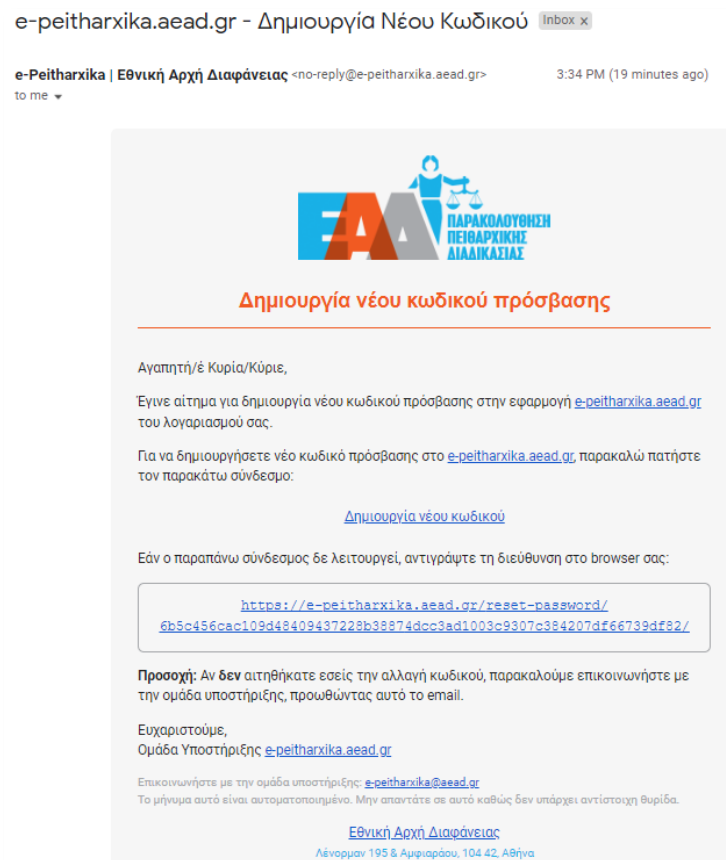 e-peitharxika.aead.gr - Δημιουργία Νέου Κωδικού Inbox x
e-Peitharxika | Εθνική Αρχή Διαφάνειας <no-reply@e-peitharxika.aead.gr> 3:34 PM (19 minutes ago)
to me
ΕΑΔ
ΠΑΡΑΚΟΛΟΥΘΗΣΗ
ΠΕΙΘΑΡΧΙΚΗΣ
ΔΙΑΔΙΚΑΣΙΑΣ
Δημιουργία νέου κωδικού πρόσβασης
Αγαπητή/έ Κυρία/Κύριε,
Έγινε αίτημα για δημιουργία νέου κωδικού πρόσβασης στην εφαρμογή e-peitharxika.aead.gr
του λογαριασμού σας.
Για να δημιουργήσετε νέο κωδικό πρόσβασης στο e-peitharxika.aead.gr, παρακαλώ πατήστε
τον παρακάτω σύνδεσμο:
Δημιουργία νέου κωδικού
Εάν ο παραπάνω σύνδεσμος δε λειτουργεί, αντιγράψτε τη διεύθυνση στο browser σας:
https://e-peitharxika.aead.gr/reset-password/
6b5c456cac109d48409437228b38874dcc3ad1003c9307c384207df66739df82/
Προσοχή: Αν δεν αιτηθήκατε εσείς την αλλαγή κωδικού, παρακαλούμε επικοινωνήστε με
την ομάδα υποστήριξης, προωθώντας αυτό το email.
Ευχαριστούμε,
Ομάδα Υποστήριξης e-peitharxika.aead.gr
Επικοινωνήστε με την ομάδα υποστήριξης: e-peitharxika@aead.gr
Το μήνυμα αυτό είναι αυτοματοποιημένο. Μην απαντάτε σε αυτό καθώς δεν υπάρχει αντίστοιχη θυρίδα.
Εθνική Αρχή Διαφάνειας
Λένορμαν 195 & Αμφιαράου, 104 42, Αθήνα